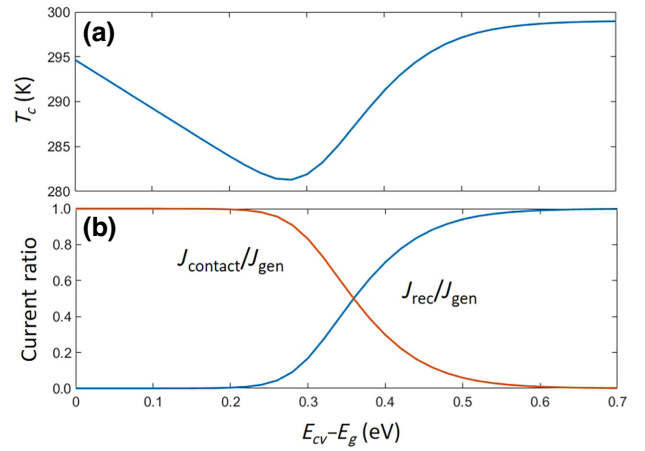 (a)
300
295
290
285
280
T_c (K)
(b)
1.0
0.8
0.6
0.4
0.2
0.0
Current ratio
J_contact/J_gen
J_rec/J_gen
0 0.1 0.2 0.3 0.4 0.5 0.6 0.7
E_cv–E_g (eV)